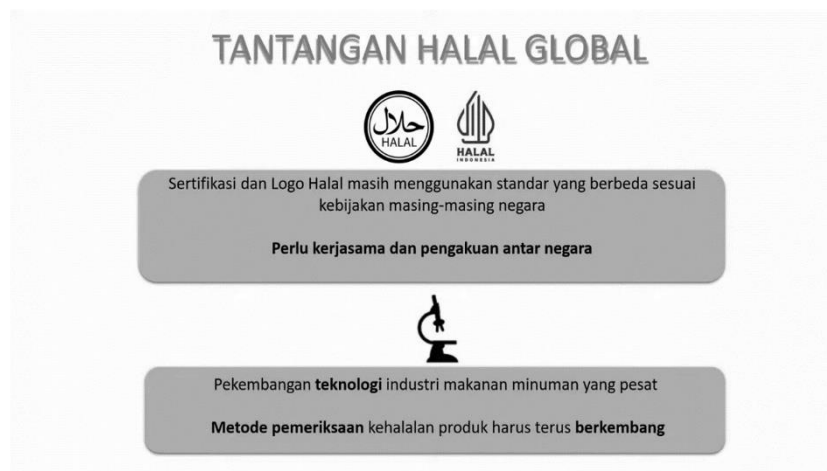 TANTANGAN HALAL GLOBAL
حلال
HALAL
HALAL
INDONESIA
Sertifikasi dan Logo Halal masih menggunakan standar yang berbeda sesuai
kebijakan masing-masing negara
Perlu kerjasama dan pengakuan antar negara
Pekembangan teknologi industri makanan minuman yang pesat
Metode pemeriksaan kehalalan produk harus terus berkembang